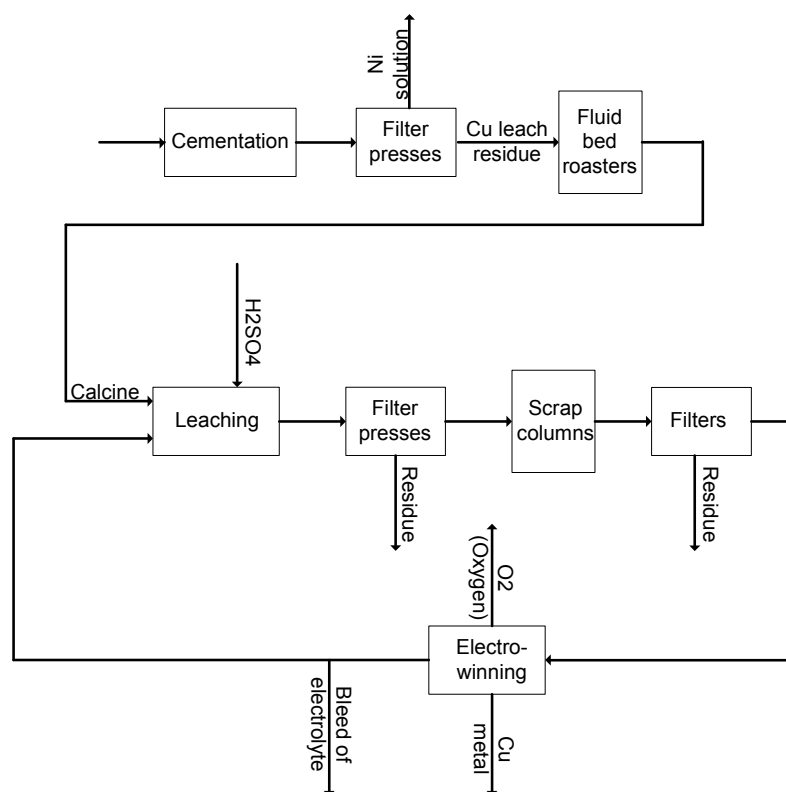 Ni
solution
Cementation
Filter
presses
Cu leach
residue
Fluid
bed
roasters
H2SO4
Calcine
Leaching
Filter
presses
Scrap
columns
Filters
Residue
Residue
O2
(Oxygen)
Electro-
winning
Bleed of
electrolyte
Cu
metal